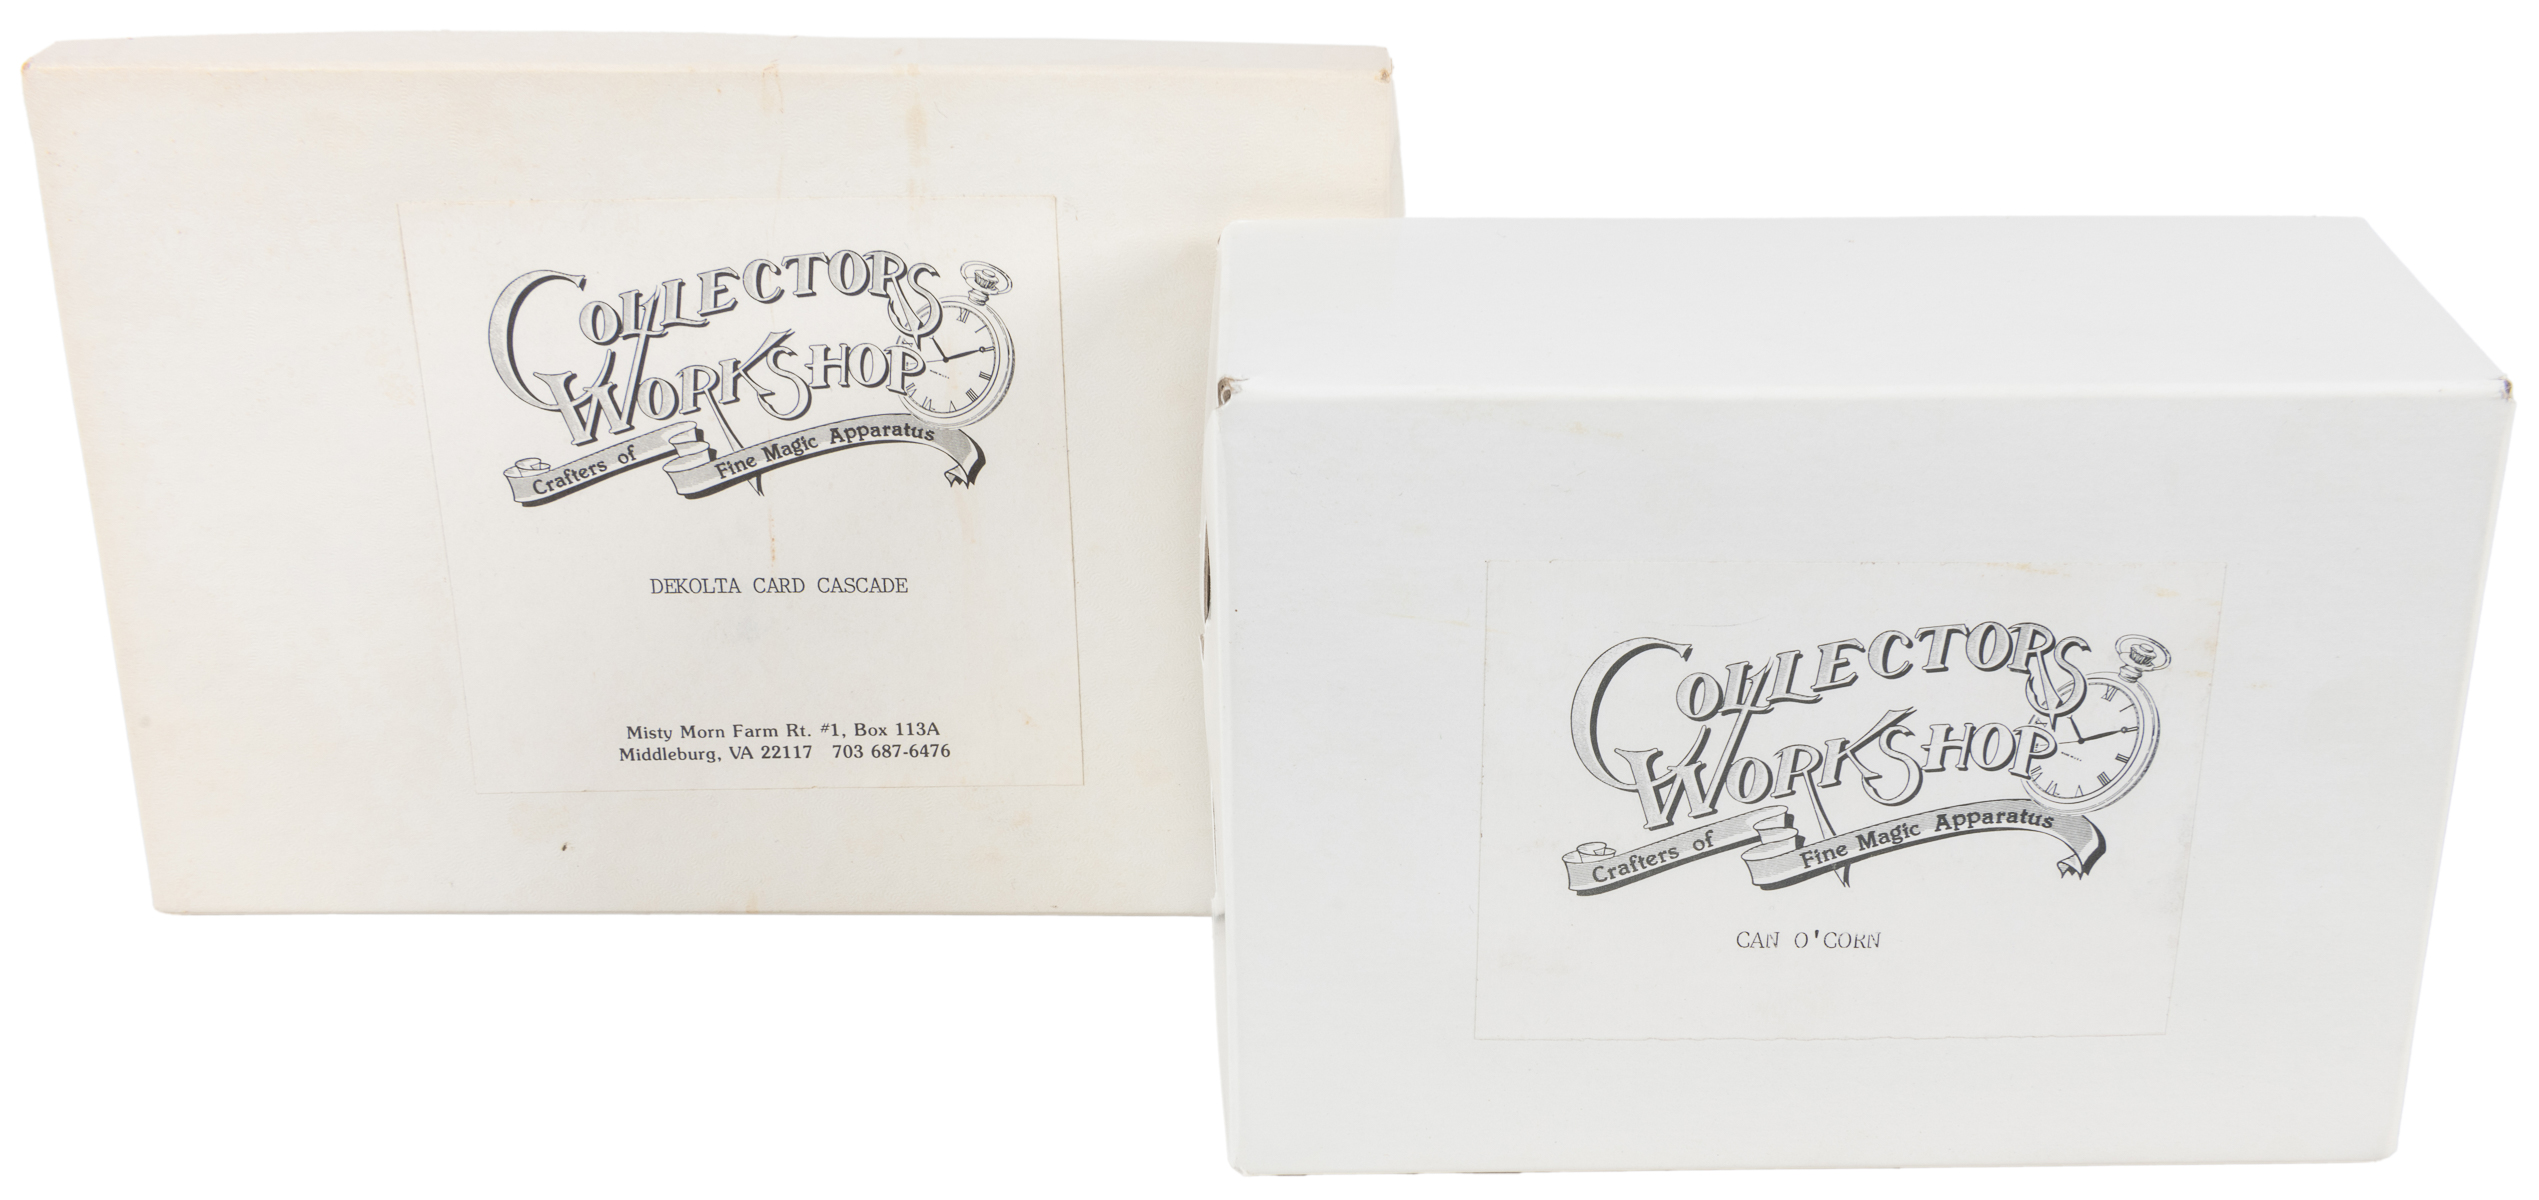 COLLECTORS
WORKSHOP
Crafters of Fine Magic Apparatus
DEKOLTA CARD CASCADE
Misty Morn Farm Rt. #1, Box 113A
Middleburg, VA 22117 703 687-6476
COLLECTORS
WORKSHOP
Crafters of Fine Magic Apparatus
CAN O'CORN